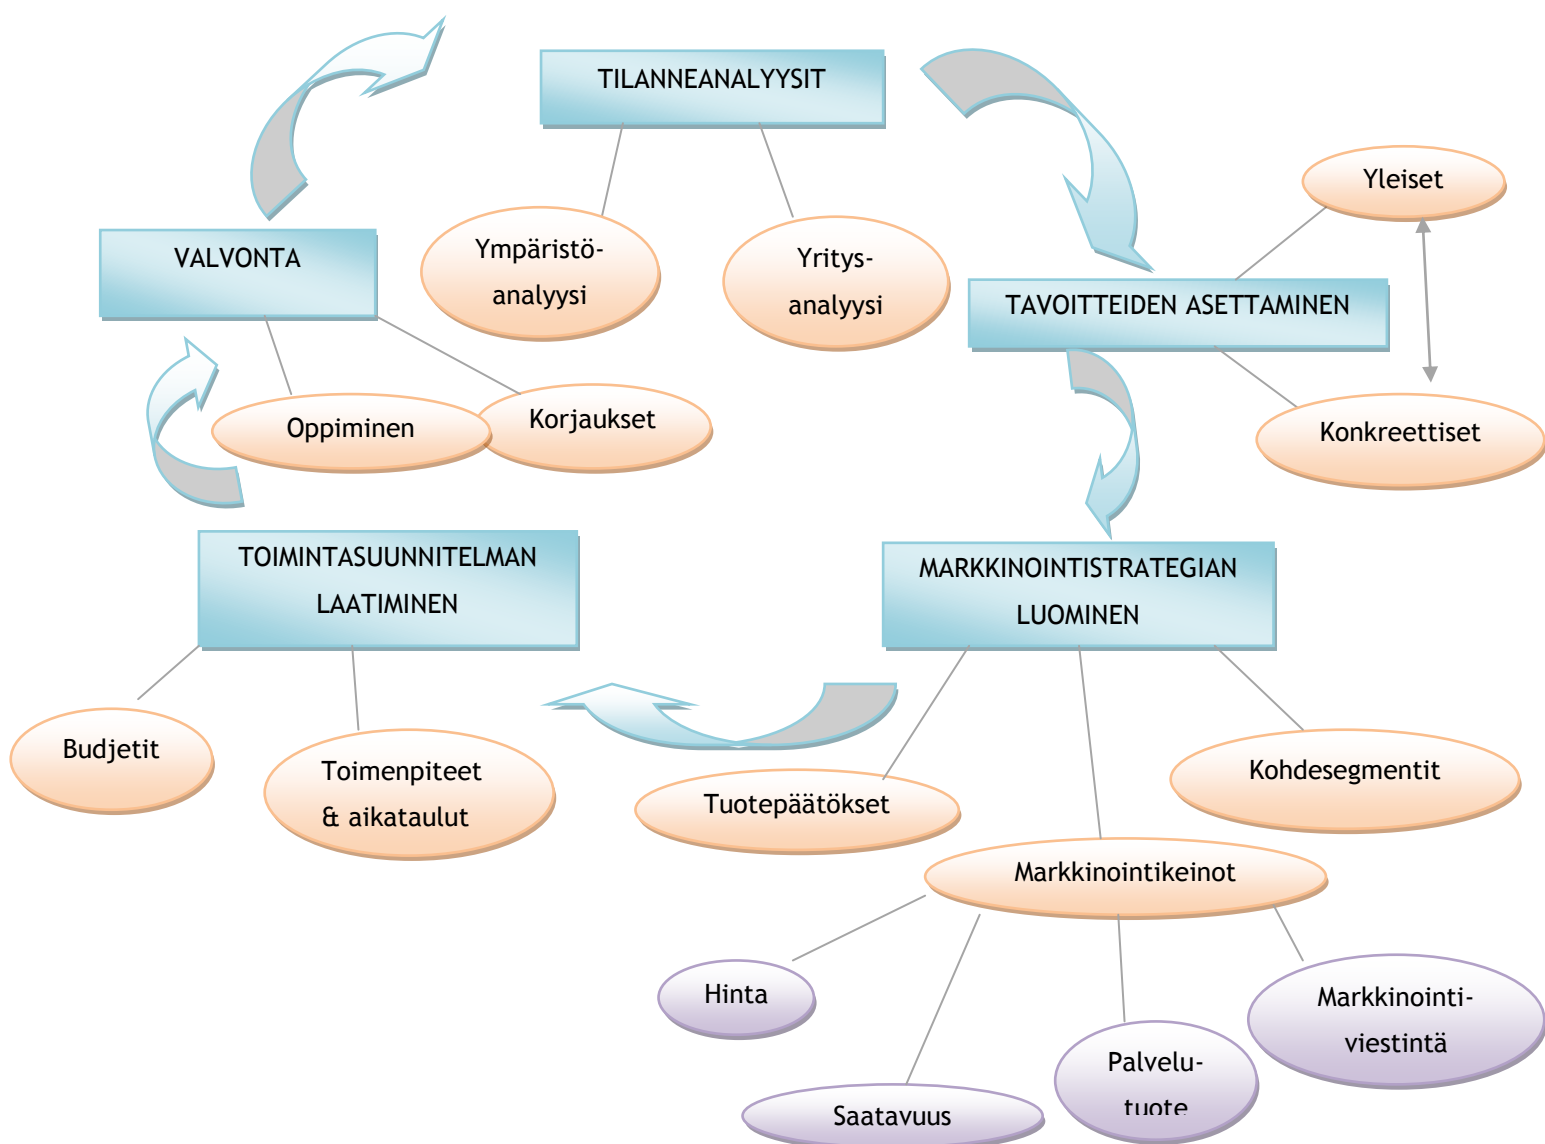 TILANNEANALYYSIT
Ympäristö-
analyysi
Yritys-
analyysi
Yleiset
TAVOITTEIDEN ASETTAMINEN
Konkreettiset
VALVONTA
Oppiminen
Korjaukset
TOIMINTASUUNNITELMAN
LAATIMINEN
Budjetit
Toimenpiteet
& aikataulut
MARKKINOINTISTRATEGIAN
LUOMINEN
Tuotepäätökset
Kohdesegmentit
Markkinointikeinot
Hinta
Saatavuus
Palvelu-
tuote
Markkinointi-
viestintä